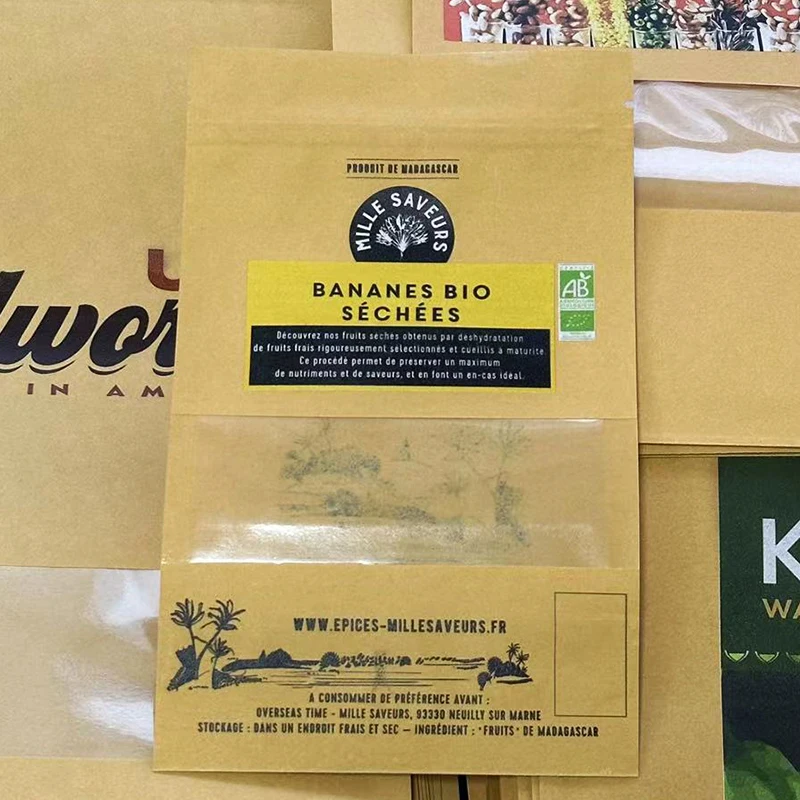 PRODUIT DE MADAGASCAR
MILLE SAVEURS
BANANES BIO
SÉCHÉES
AB
Découvrez nos fruits séchés obtenus par déshydratation
de fruits frais rigoureusement sélectionnés et cueillis à maturité.
Ce procédé permet de préserver un maximum
de nutriments et de saveurs, et en font un en-cas idéal.
WWW.EPICES-MILLESAVEURS.FR
A CONSOMMER DE PRÉFÉRENCE AVANT :
OVERSEAS TIME - MILLE SAVEURS, 93330 NEUILLY SUR MARNE
STOCKAGE : DANS UN ENDROIT FRAIS ET SEC – INGRÉDIENT : *FRUITS* DE MADAGASCAR
IN AM
K
WA